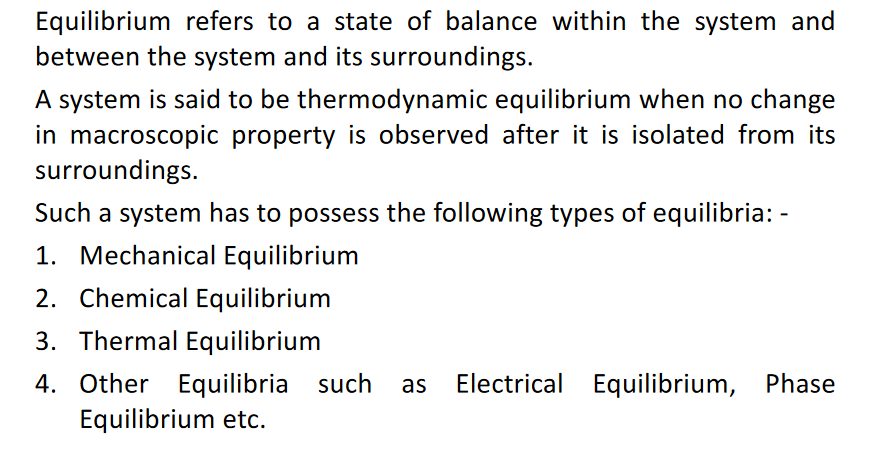 Equilibrium refers to a state of balance within the system and
between the system and its surroundings.
A system is said to be thermodynamic equilibrium when no change
in macroscopic property is observed after it is isolated from its
surroundings.
Such a system has to possess the following types of equilibria: -
1. Mechanical Equilibrium
2. Chemical Equilibrium
3. Thermal Equilibrium
4. Other Equilibria such as Electrical Equilibrium, Phase
Equilibrium etc.